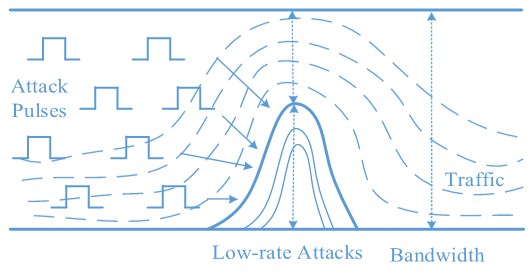 Attack
Pulses
Traffic
Low-rate Attacks
Bandwidth